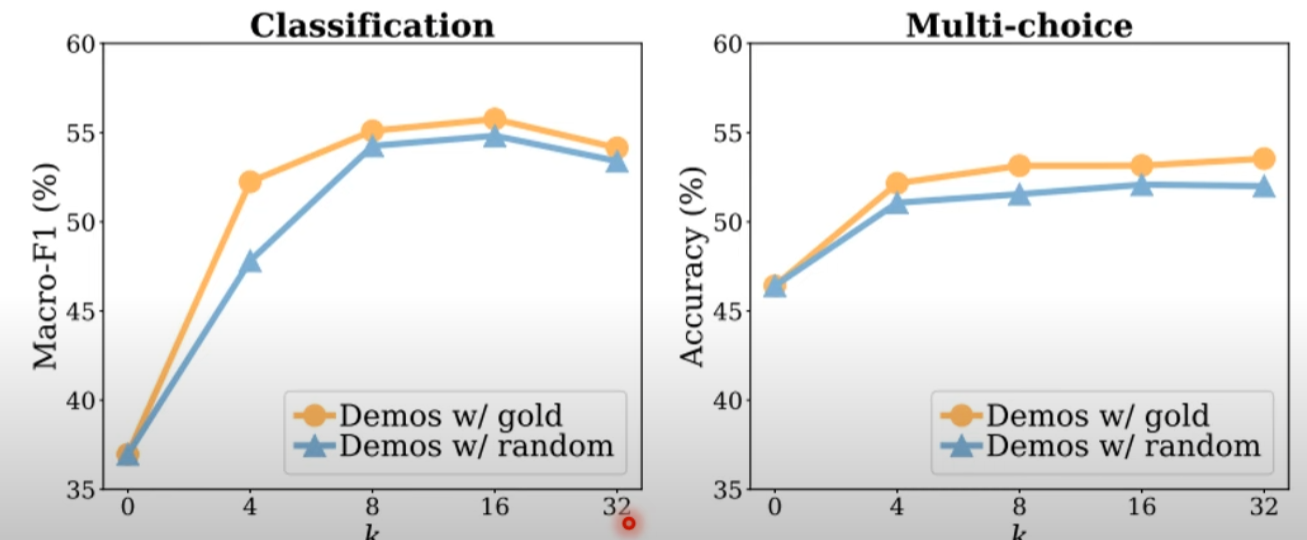 Classification
60
55
50
45
40
35
Macro-F1 (%)
Demos w/ gold
Demos w/ random
0 4 8 16 32
k
Multi-choice
60
55
50
45
40
35
Accuracy (%)
Demos w/ gold
Demos w/ random
0 4 8 16 32
k